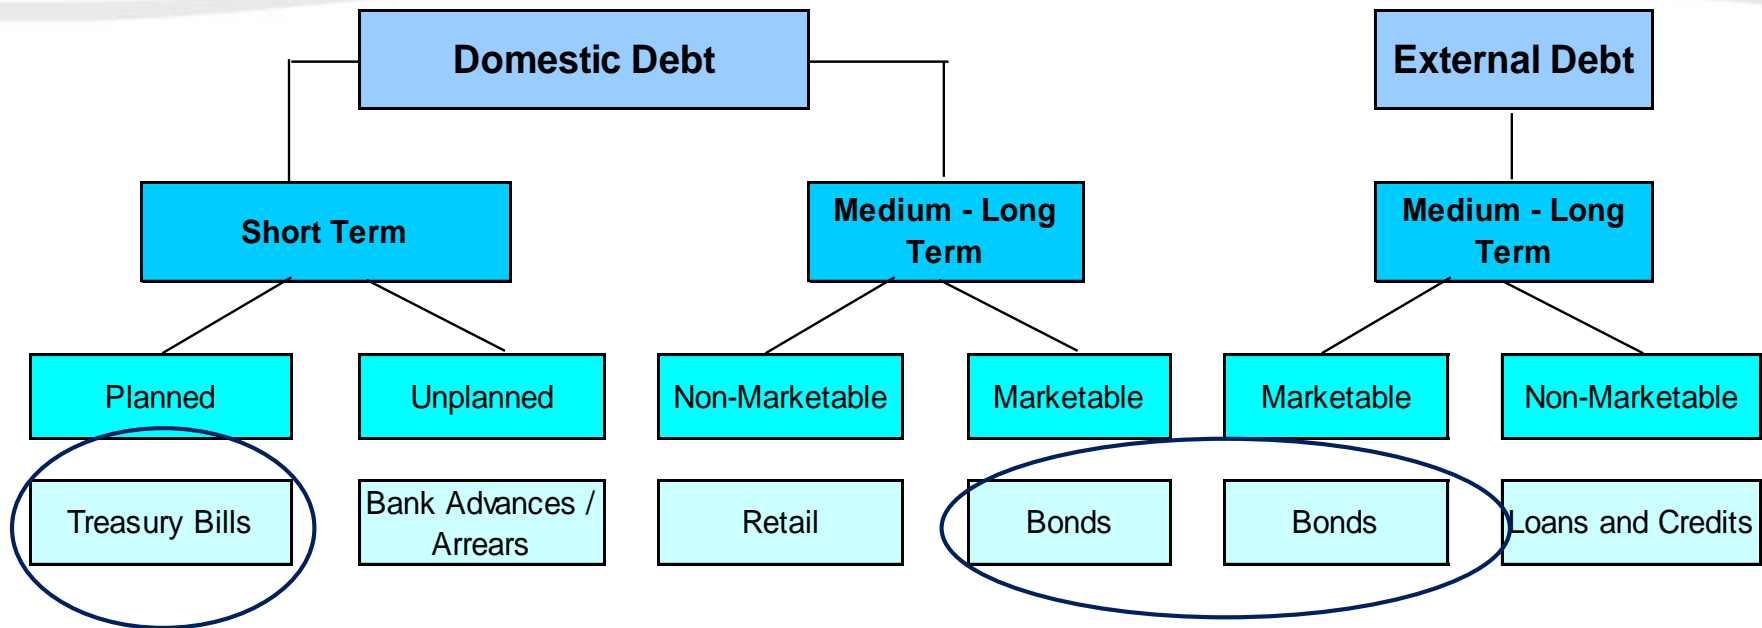 Domestic Debt
External Debt
Short Term
Medium - Long
Term
Medium - Long
Term
Planned
Unplanned
Non-Marketable
Marketable
Marketable
Non-Marketable
Treasury Bills
Bank Advances /
Arrears
Retail
Bonds
Bonds
Loans and Credits